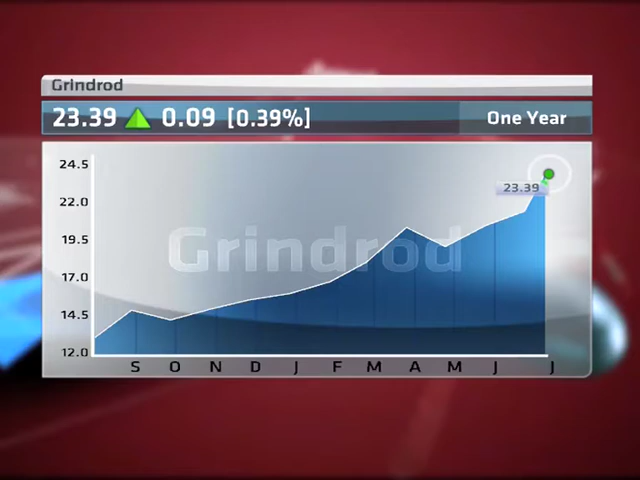 Grindrod
23.39 0.09 [0.39%] One Year
24.5
22.0
19.5
17.0
14.5
12.0
Grindrod
23.39
S O N D J F M A M J J